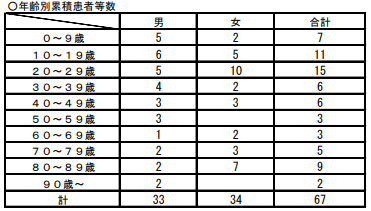 〇年齢別累積患者等数
男 女 合計
０～９歳 5 2 7
１０～１９歳 6 5 11
２０～２９歳 5 10 15
３０～３９歳 4 2 6
４０～４９歳 3 3 6
５０～５９歳 3 3
６０～６９歳 1 2 3
７０～７９歳 2 3 5
８０～８９歳 2 7 9
９０歳～ 2 2
計 33 34 67